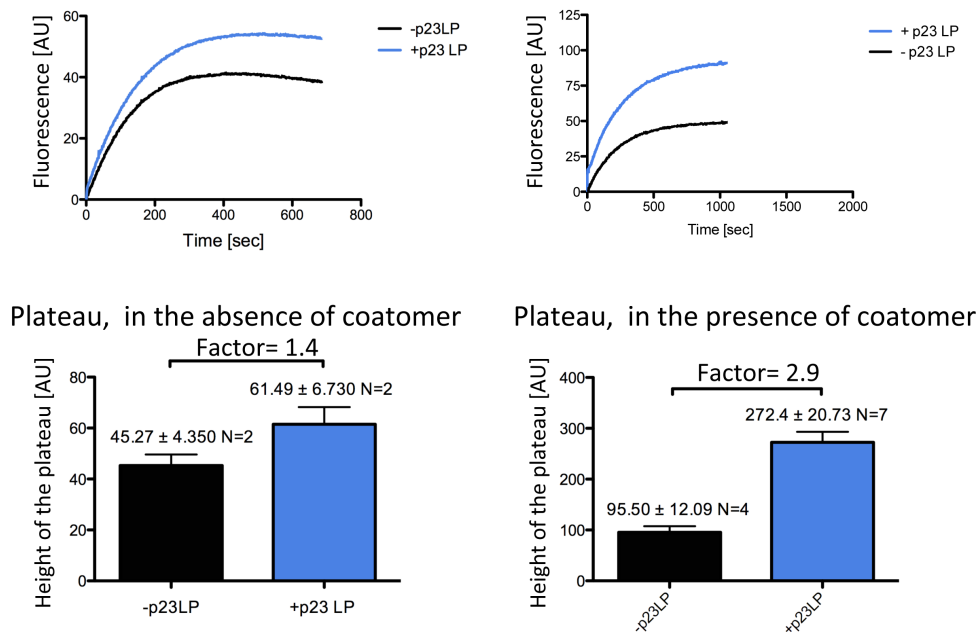 Fluorescence [AU]
60
40
20
0
0 200 400 600 800
Time [sec]
-p23LP
+p23 LP
Fluorescence [AU]
125
100
75
50
25
0
0 500 1000 1500 2000
Time [sec]
+ p23 LP
- p23 LP
Plateau, in the absence of coatomer
Factor= 1.4
Height of the plateau [AU]
80
60
40
20
0
61.49 ± 6.730 N=2
45.27 ± 4.350 N=2
-p23LP
+p23 LP
Plateau, in the presence of coatomer
Factor= 2.9
Height of the plateau [AU]
400
300
200
100
0
272.4 ± 20.73 N=7
95.50 ± 12.09 N=4
-p23LP
+p23LP